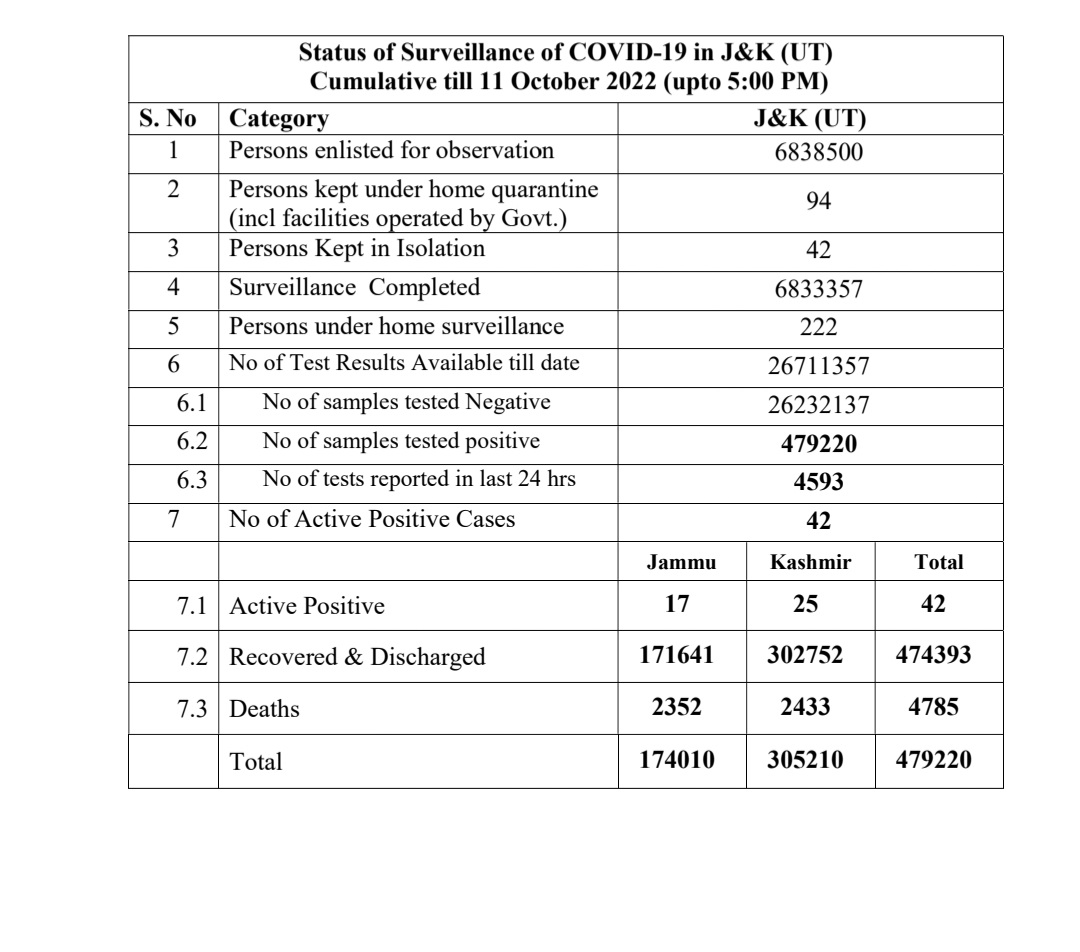 Status of Surveillance of COVID-19 in J&K (UT)
Cumulative till 11 October 2022 (upto 5:00 PM)
S. No Category J&K (UT)
1 Persons enlisted for observation 6838500
2 Persons kept under home quarantine
(incl facilities operated by Govt.) 94
3 Persons Kept in Isolation 42
4 Surveillance Completed 6833357
5 Persons under home surveillance 222
6 No of Test Results Available till date 26711357
6.1 No of samples tested Negative 26232137
6.2 No of samples tested positive 479220
6.3 No of tests reported in last 24 hrs 4593
7 No of Active Positive Cases 42
Jammu Kashmir Total
7.1 Active Positive 17 25 42
7.2 Recovered & Discharged 171641 302752 474393
7.3 Deaths 2352 2433 4785
Total 174010 305210 479220